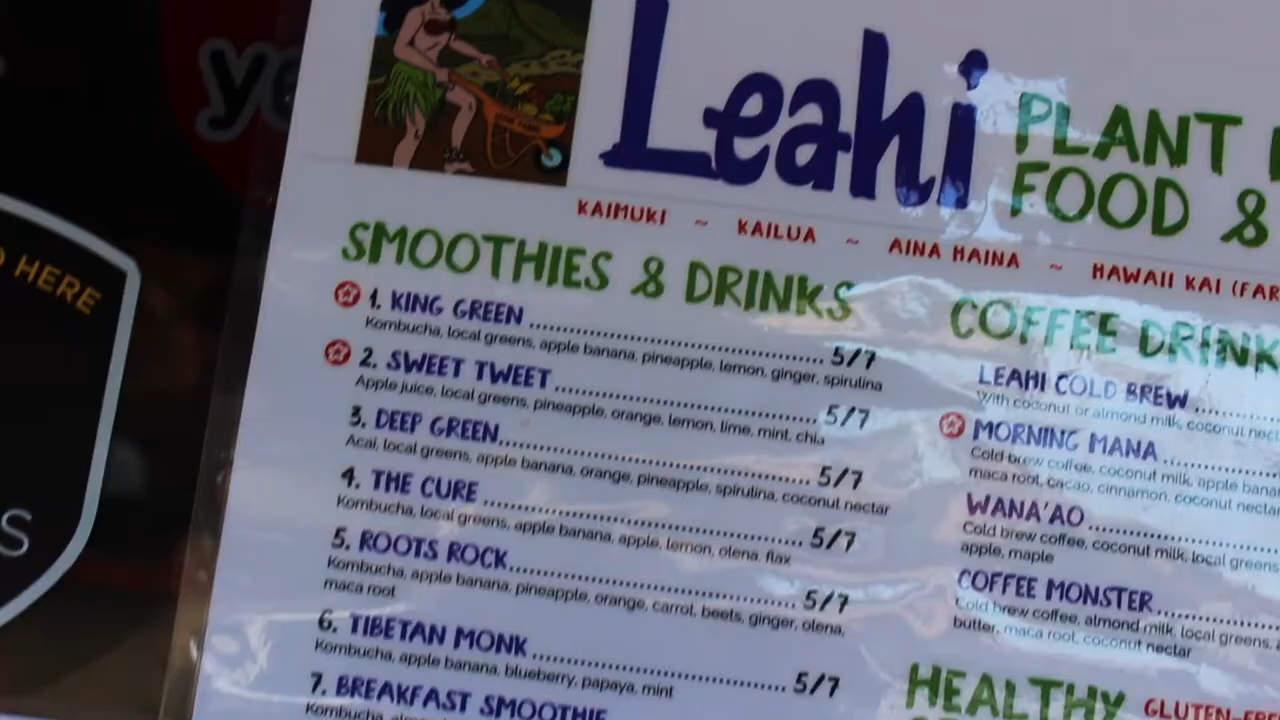 ye
HERE
S
Leahi PLANT
FOOD &
KAIMUKI ~ KAILUA ~ AINA HAINA ~ HAWAII KAI (FAR
SMOOTHIES & DRINKS
1. KING GREEN 5/7
Kombucha, local greens, apple banana, pineapple, lemon, ginger, spirulina
2. SWEET TWEET 5/7
Apple juice, local greens, pineapple, orange, lemon, lime, mint, chia
3. DEEP GREEN 5/7
Acai, local greens, apple banana, orange, pineapple, spirulina, coconut nectar
4. THE CURE 5/7
Kombucha, local greens, apple banana, apple, lemon, olena, flax
5. ROOTS ROCK 5/7
Kombucha, apple banana, pineapple, orange, carrot, beets, ginger, olena,
maca root
6. TIBETAN MONK 5/7
Kombucha, apple banana, blueberry, papaya, mint
7. BREAKFAST SMOOTHIE
Kombucha,
COFFEE DRINK
LEAHI COLD BREW
With coconut or almond milk, coconut nect
MORNING MANA
Cold brew coffee, coconut milk, apple bana
maca root, cacao, cinnamon, coconut nectar
WANA'AO
Cold brew coffee, coconut milk, local greens
apple, maple
COFFEE MONSTER
Cold brew coffee, almond milk, local greens,
butter, maca root, coconut nectar
HEALTHY GLUTEN-FRE